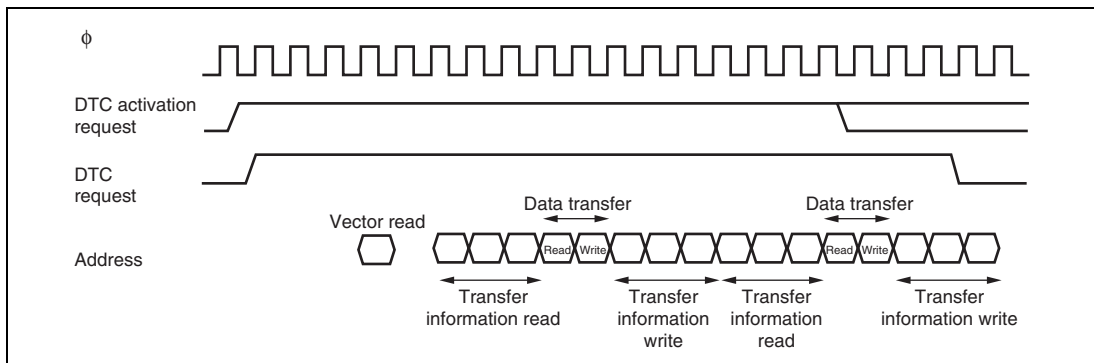 ϕ
DTC activation
request
DTC
request
Data transfer
Data transfer
Vector read
Read
Write
Read
Write
Address
Transfer
information read
Transfer
information
write
Transfer
information
read
Transfer
information write